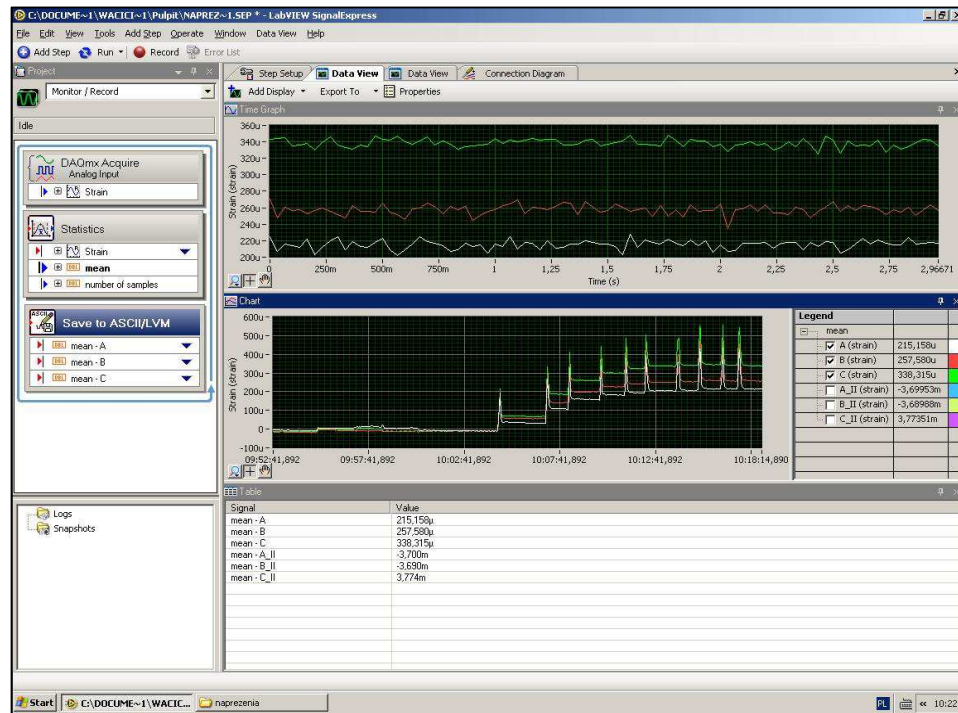 C:\DOCUME~1\WACICI~1\Pulpit\NAPREZ~1.SEP * - LabVIEW SignalExpress
File Edit View Tools Add Step Operate Window Data View Help
Add Step Run Record Error List
Project
Monitor / Record
Idle
DAQmx Acquire
Analog Input
Strain
Statistics
Strain
mean
number of samples
ASCII
Save to ASCII/LVM
mean - A
mean - B
mean - C
Logs
Snapshots
Step Setup Data View Data View Connection Diagram
Add Display Export To Properties
Time Graph
Strain (strain)
360u
340u
320u
300u
280u
260u
240u
220u
200u
0 250m 500m 750m 1 1,25 1,5 1,75 2 2,25 2,5 2,75 2,96671
Time (s)
Chart
Strain (strain)
600u
500u
400u
300u
200u
100u
0
-100u
09:52:41,892 09:57:41,892 10:02:41,892 10:07:41,892 10:12:41,892 10:18:14,890
Legend
mean
A (strain) 215,158u
B (strain) 257,580u
C (strain) 338,315u
A_II (strain) -3,69953m
B_II (strain) -3,68988m
C_II (strain) 3,77351m
Table
Signal Value
mean - A 215,158µ
mean - B 257,580µ
mean - C 338,315µ
mean - A_II -3,700m
mean - B_II -3,690m
mean - C_II 3,774m
Start C:\DOCUME~1\WACIC... naprezenia PL « 10:22